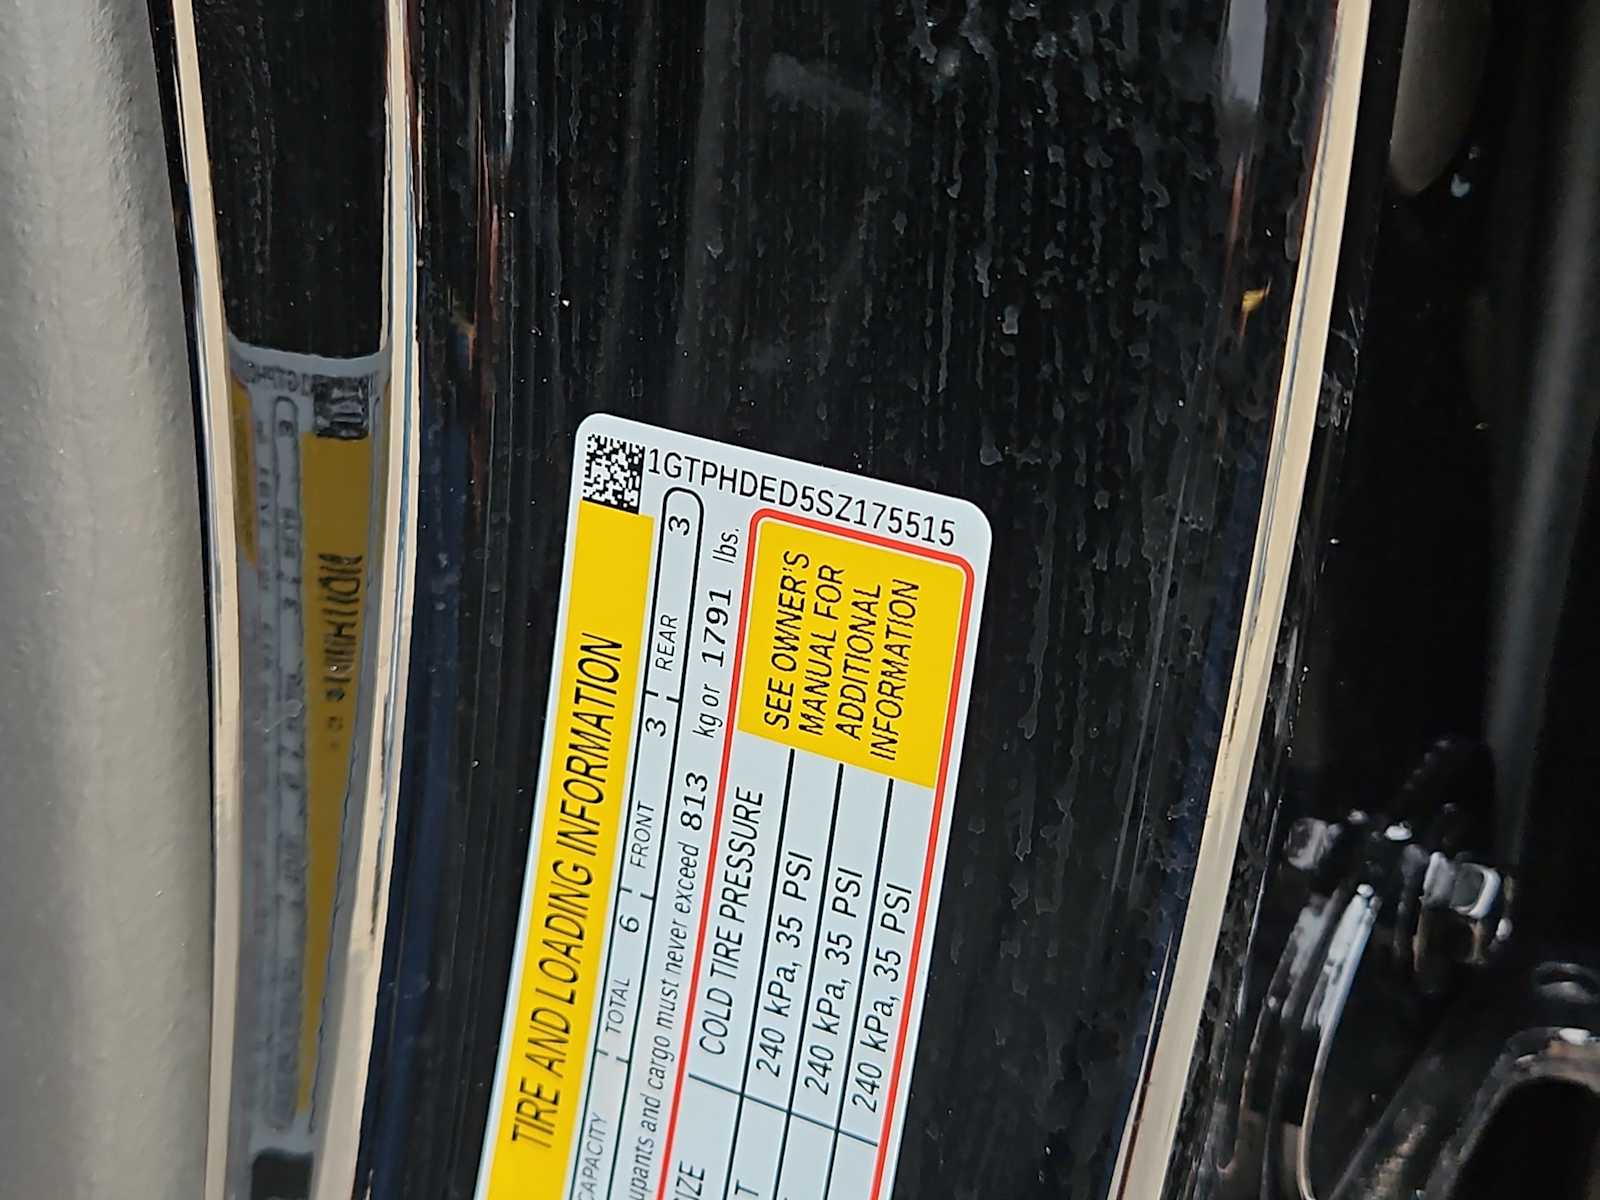 1GTPHDED5SZ175515
TIRE AND LOADING INFORMATION
CAPACITY TOTAL 6 FRONT 3 REAR 3
upants and cargo must never exceed 813 kg or 1791 lbs.
IZE COLD TIRE PRESSURE
240 kPa, 35 PSI
240 kPa, 35 PSI
240 kPa, 35 PSI
SEE OWNER'S
MANUAL FOR
ADDITIONAL
INFORMATION